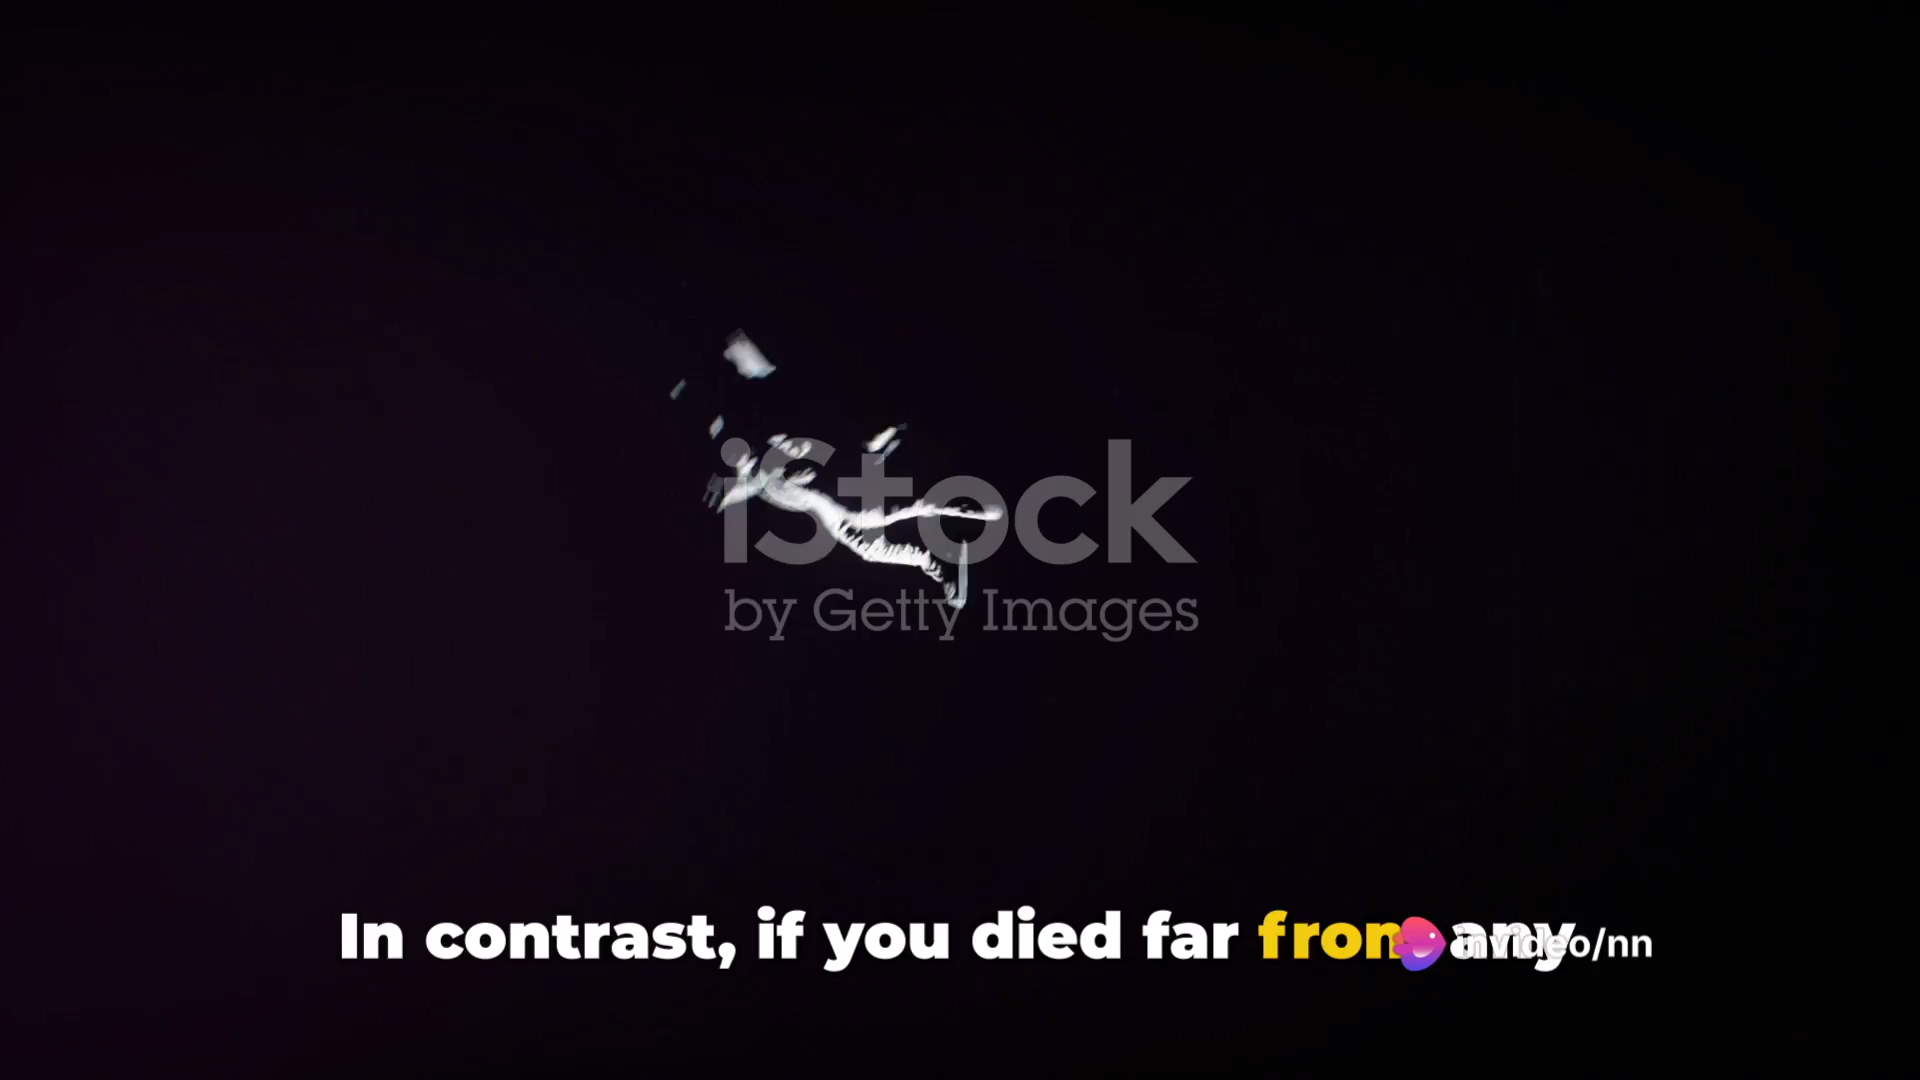 iStock
by Getty Images
In contrast, if you died far from any
invideo/nn